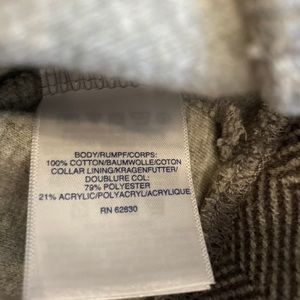 BODY/RUMPF/CORPS:
100% COTTON/BAUMWOLLE/COTON
COLLAR LINING/KRAGENFUTTER/
DOUBLURE COL:
79% POLYESTER
21% ACRYLIC/POLYACRYL/ACRYLIQUE
RN 62830